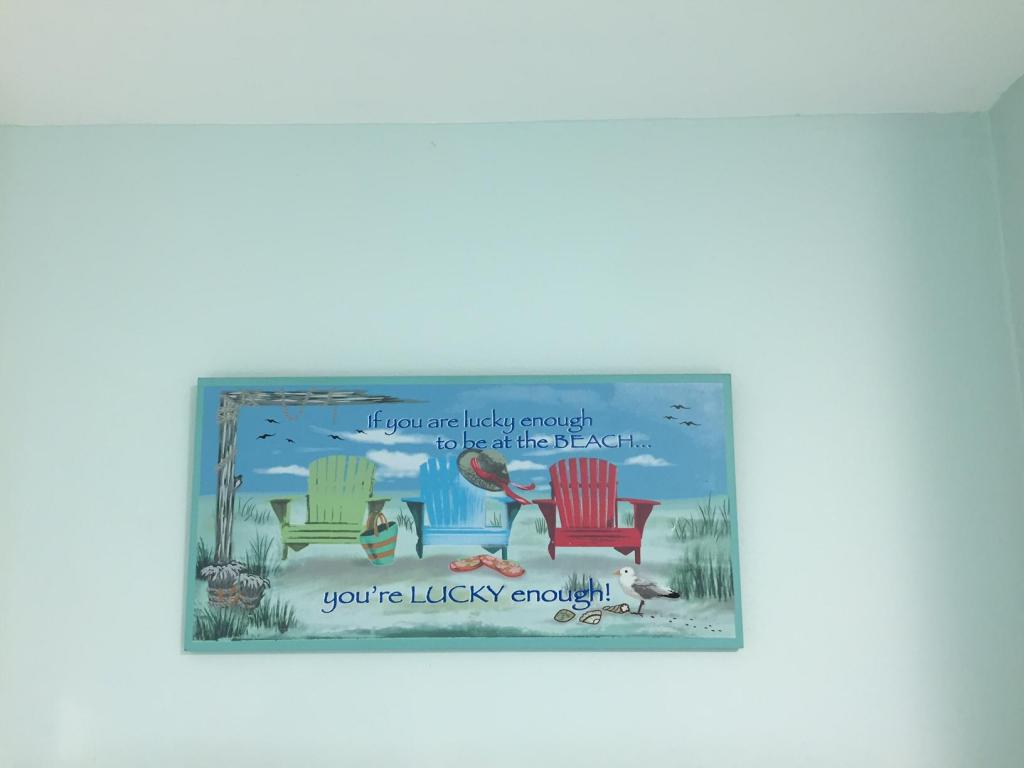 If you are lucky enough
to be at the BEACH...
you're LUCKY enough!